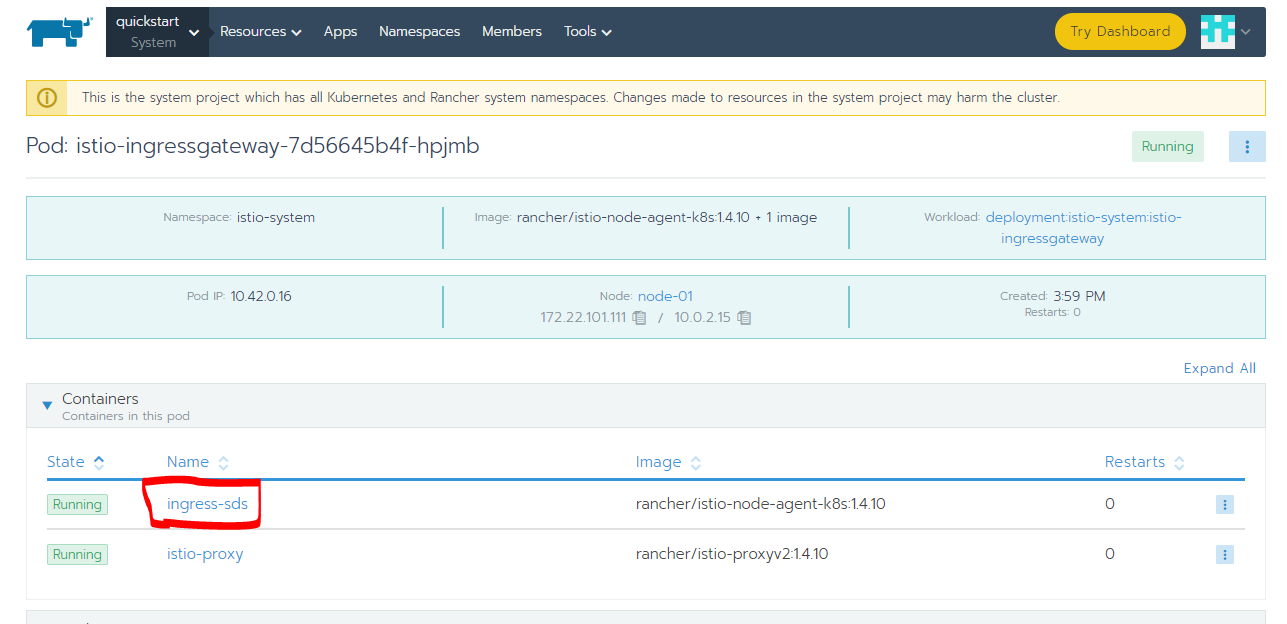 quickstart
System
Resources
Apps
Namespaces
Members
Tools
Try Dashboard
This is the system project which has all Kubernetes and Rancher system namespaces. Changes made to resources in the system project may harm the cluster.
Pod: istio-ingressgateway-7d56645b4f-hpjmb
Running
Namespace: istio-system
Image: rancher/istio-node-agent-k8s:1.4.10 + 1 image
Workload: deployment:istio-system:istio-
ingressgateway
Pod IP: 10.42.0.16
Node: node-01
172.22.101.111 / 10.0.2.15
Created: 3:59 PM
Restarts: 0
Expand All
Containers
Containers in this pod
State Name Image Restarts
Running ingress-sds rancher/istio-node-agent-k8s:1.4.10 0
Running istio-proxy rancher/istio-proxyv2:1.4.10 0